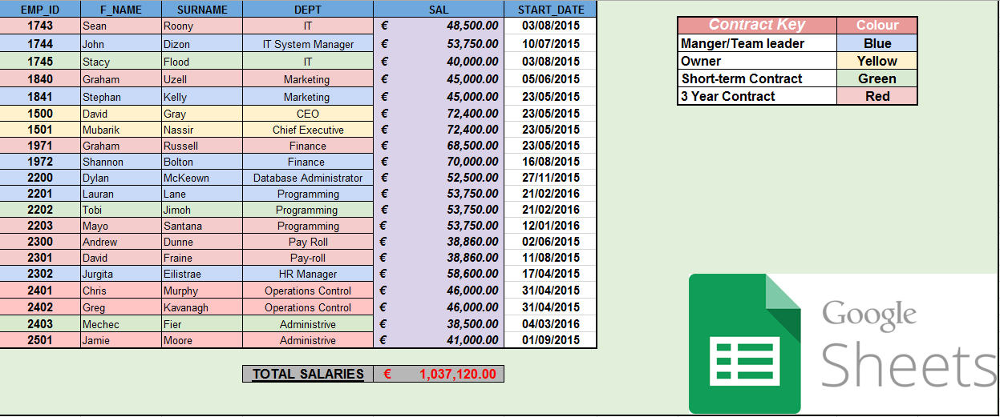 EMP_ID F_NAME SURNAME DEPT SAL START_DATE
1743 Sean Roony IT € 48,500.00 03/08/2015
1744 John Dizon IT System Manager € 53,750.00 10/07/2015
1745 Stacy Flood IT € 40,000.00 03/08/2015
1840 Graham Uzell Marketing € 45,000.00 05/06/2015
1841 Stephan Kelly Marketing € 45,000.00 23/05/2015
1500 David Gray CEO € 72,400.00 23/05/2015
1501 Mubarik Nassir Chief Executive € 72,400.00 23/05/2015
1971 Graham Russell Finance € 68,500.00 23/05/2015
1972 Shannon Bolton Finance € 70,000.00 16/08/2015
2200 Dylan McKeown Database Administrator € 52,500.00 27/11/2015
2201 Lauran Lane Programming € 53,750.00 21/02/2016
2202 Tobi Jimoh Programming € 53,750.00 21/02/2016
2203 Mayo Santana Programming € 53,750.00 12/01/2016
2300 Andrew Dunne Pay Roll € 38,860.00 02/06/2015
2301 David Fraine Pay-roll € 38,860.00 11/08/2015
2302 Jurgita Eilistrae HR Manager € 58,600.00 17/04/2015
2401 Chris Murphy Operations Control € 46,000.00 31/04/2015
2402 Greg Kavanagh Operations Control € 46,000.00 31/04/2015
2403 Mechec Fier Administrive € 38,500.00 04/03/2016
2501 Jamie Moore Administrive € 41,000.00 01/09/2015
TOTAL SALARIES € 1,037,120.00
Contract Key Colour
Manger/Team leader Blue
Owner Yellow
Short-term Contract Green
3 Year Contract Red
Google
Sheets